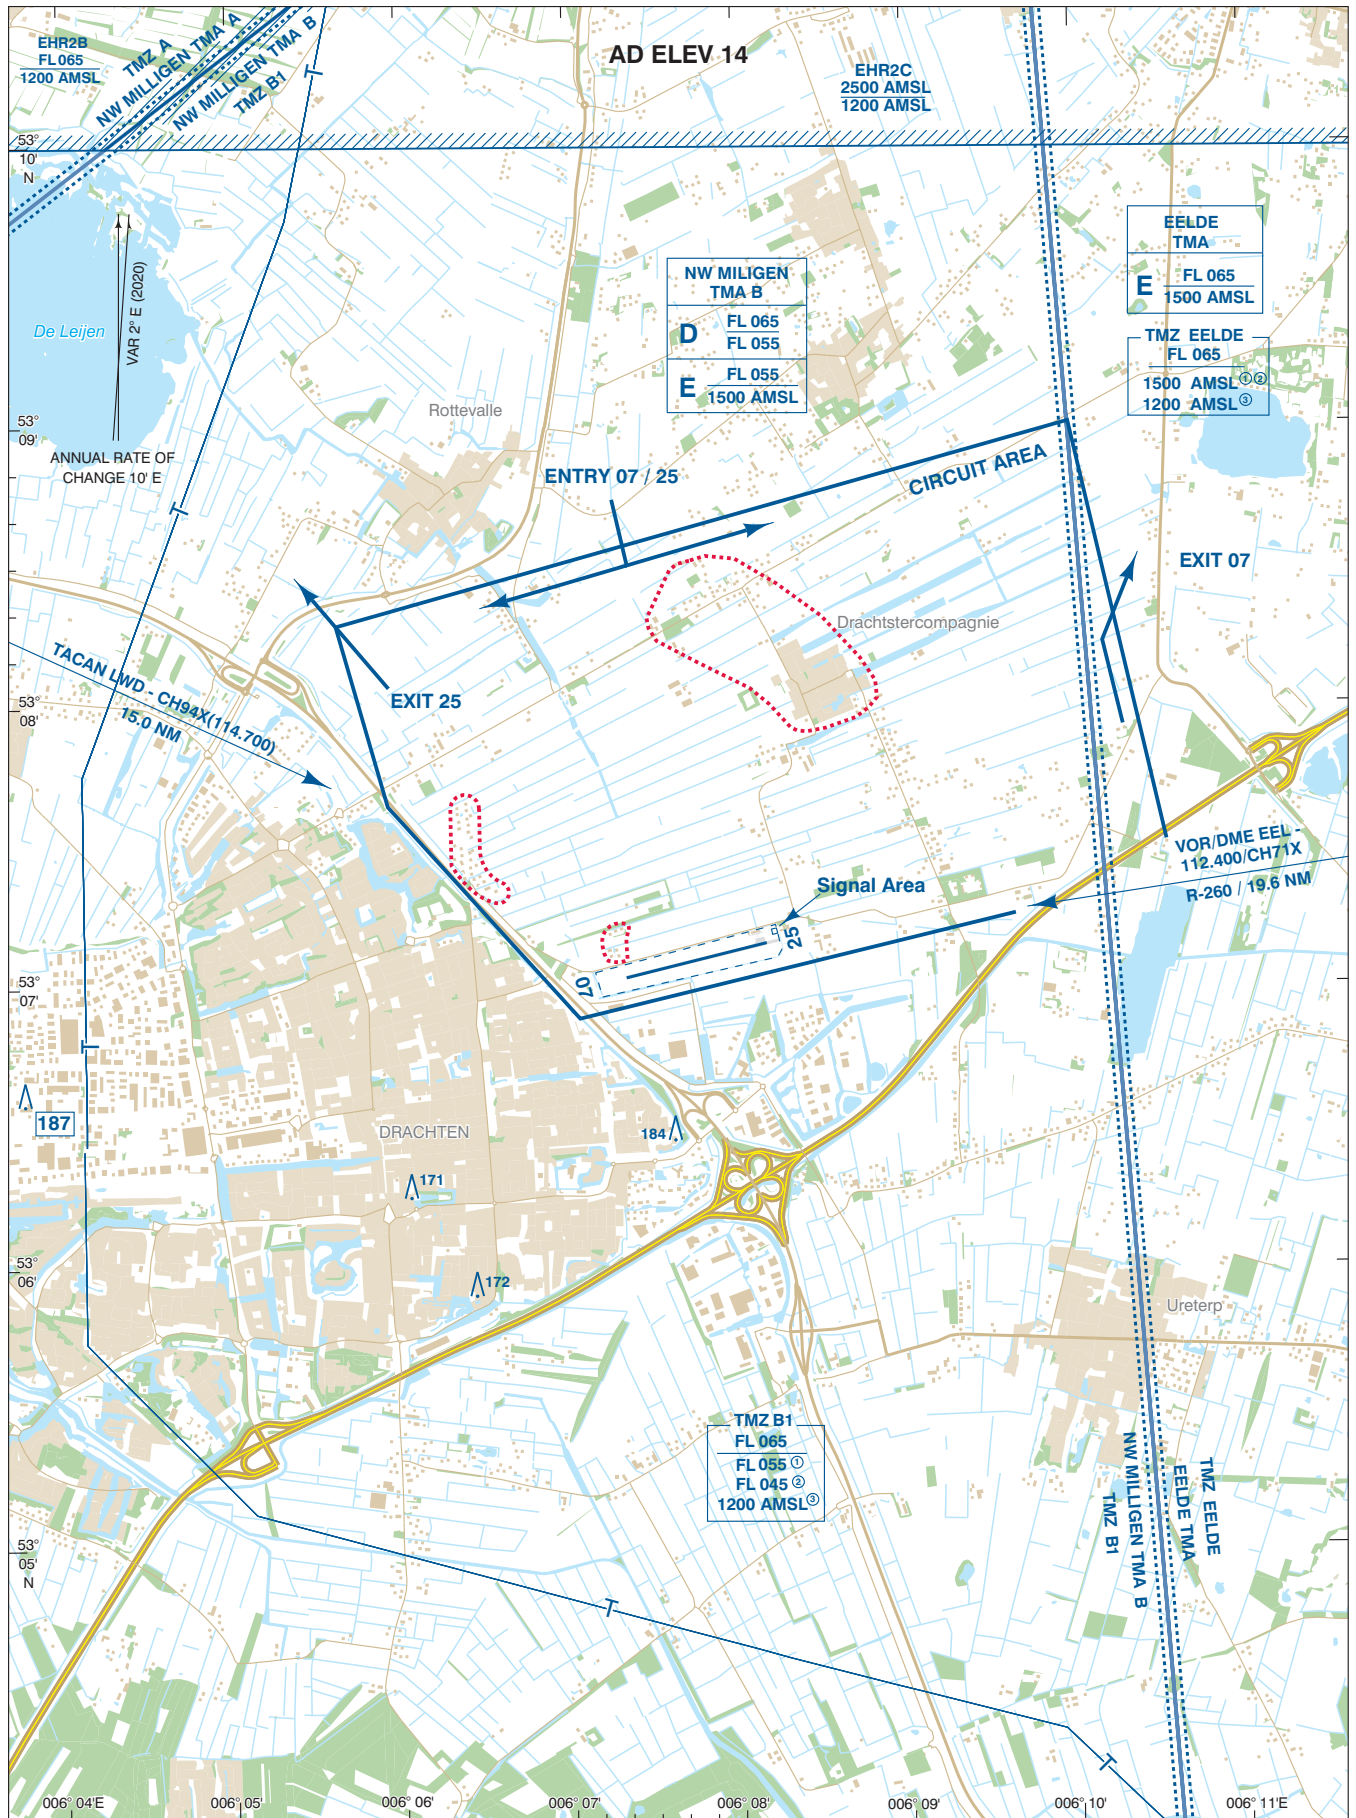 AD ELEV 14
EHR2B
FL 065
1200 AMSL
TMZ A
NW MILLIGEN TMA A
NW MILLIGEN TMA B
TMZ B1
T
EHR2C
2500 AMSL
1200 AMSL
53°
10'
N
EELDE
TMA
E
FL 065
1500 AMSL
NW MILIGEN
TMA B
D
FL 065
FL 055
E
FL 055
1500 AMSL
TMZ EELDE
FL 065
1500 AMSL ① ②
1200 AMSL ③
De Leijen
VAR 2° E (2020)
ANNUAL RATE OF
CHANGE 10' E
53°
09'
Rottevalle
ENTRY 07 / 25
CIRCUIT AREA
T
EXIT 07
Drachtstercompagnie
TACAN LWD - CH94X(114.700)
15.0 NM
EXIT 25
53°
08'
VOR/DME EEL -
112.400/CH71X
R-260 / 19.6 NM
Signal Area
25
07
53°
07'
T
187
DRACHTEN
184
171
172
53°
06'
Ureterp
TMZ B1
FL 065
FL 055 ①
FL 045 ②
1200 AMSL ③
TMZ B1
NW MILLIGEN TMA B
EELDE TMA
TMZ EELDE
53°
05'
N
T
T
006° 04'E
006° 05'
006° 06'
006° 07'
006° 08'
006° 09'
006° 10'
006° 11'E